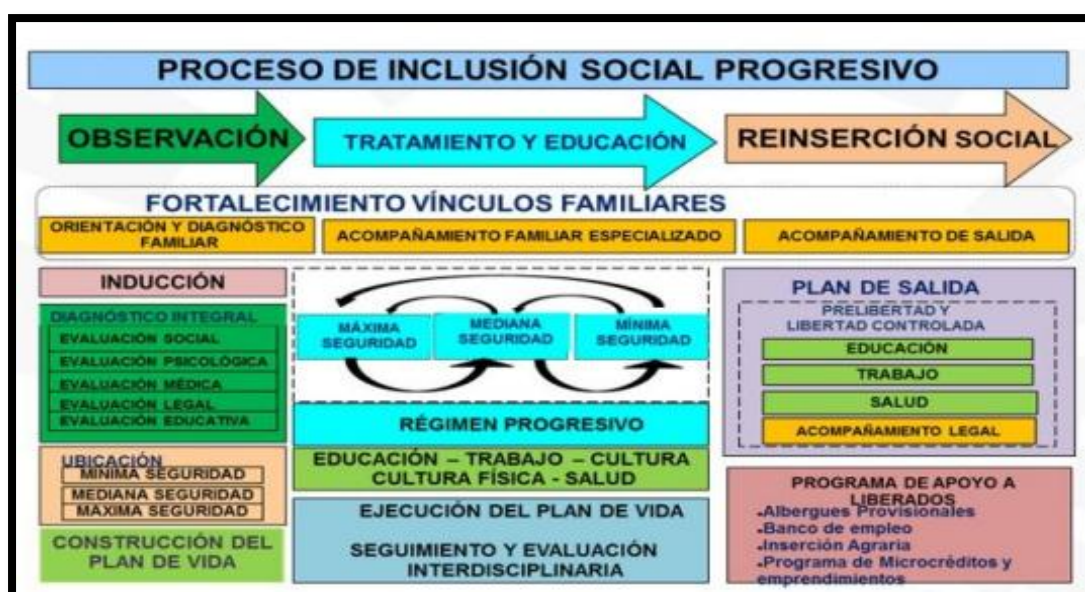 PROCESO DE INCLUSIÓN SOCIAL PROGRESIVO
OBSERVACIÓN
TRATAMIENTO Y EDUCACIÓN
REINSERCIÓN SOCIAL
FORTALECIMIENTO VÍNCULOS FAMILIARES
ORIENTACIÓN Y DIAGNÓSTICO
FAMILIAR
ACOMPAÑAMIENTO FAMILIAR ESPECIALIZADO
ACOMPAÑAMIENTO DE SALIDA
INDUCCIÓN
DIAGNÓSTICO INTEGRAL
EVALUACIÓN SOCIAL
EVALUACIÓN PSICOLÓGICA
EVALUACIÓN MÉDICA
EVALUACIÓN LEGAL
EVALUACIÓN EDUCATIVA
UBICACIÓN
MÍNIMA SEGURIDAD
MEDIANA SEGURIDAD
MÁXIMA SEGURIDAD
CONSTRUCCIÓN DEL
PLAN DE VIDA
MÁXIMA
SEGURIDAD
MEDIANA
SEGURIDAD
MÍNIMA
SEGURIDAD
RÉGIMEN PROGRESIVO
EDUCACIÓN – TRABAJO – CULTURA
CULTURA FÍSICA - SALUD
EJECUCIÓN DEL PLAN DE VIDA
SEGUIMIENTO Y EVALUACIÓN
INTERDISCIPLINARIA
PLAN DE SALIDA
PRELIBERTAD Y
LIBERTAD CONTROLADA
EDUCACIÓN
TRABAJO
SALUD
ACOMPAÑAMIENTO LEGAL
PROGRAMA DE APOYO A
LIBERADOS
•Albergues Provisionales
•Banco de empleo
•Inserción Agraria
•Programa de Microcréditos y
emprendimientos